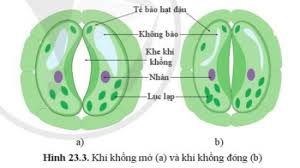 Tế bào hạt đậu
Không bào
Khe khí
khổng
Nhân
Lục lạp
a)
b)
Hình 23.3. Khí khổng mở (a) và khí khổng đóng (b)